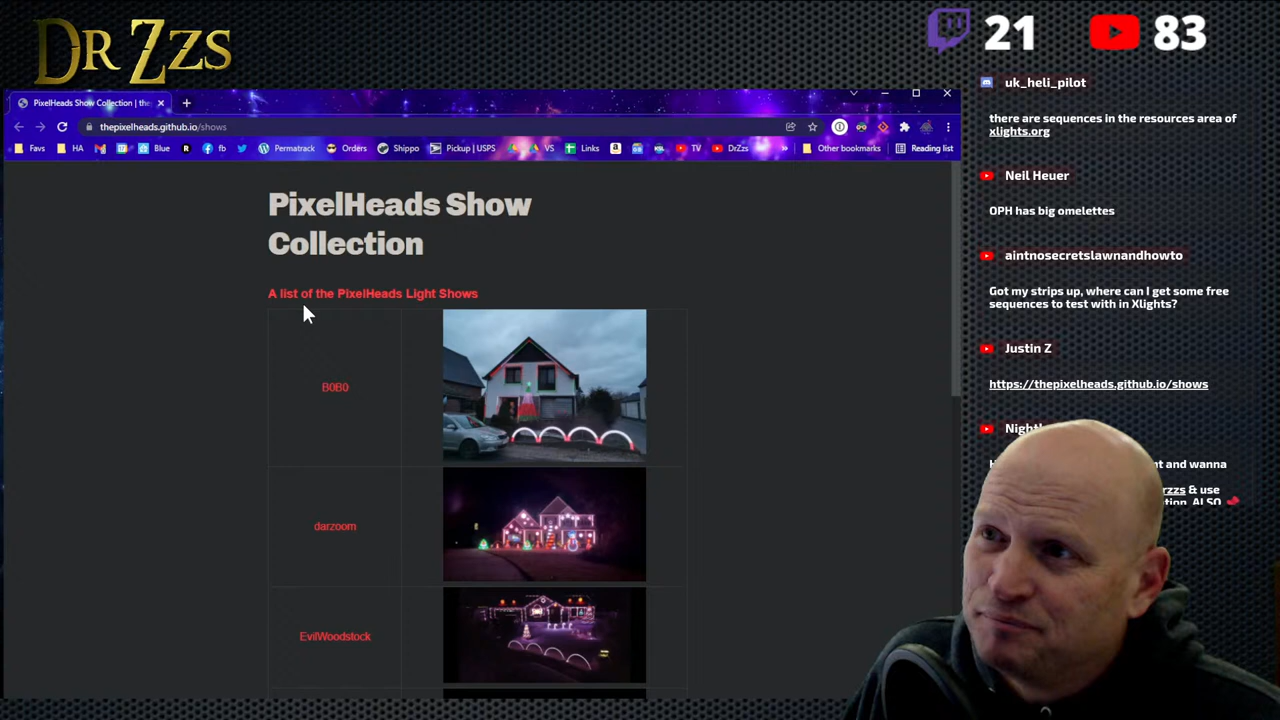 DR ZZS
21
83
PixelHeads Show Collection | the
thepixelheads.github.io/shows
Favs
HA
Blue
R
fb
Permatrack
Orders
Shippo
Pickup | USPS
VS
Links
TV
DrZzs
Other bookmarks
Reading list
PixelHeads Show
Collection
A list of the PixelHeads Light Shows
B0B0
darzoom
EvilWoodstock
uk_heli_pilot
there are sequences in the resources area of
xlights.org
Neil Heuer
OPH has big omelettes
aintnosecretslawnandhowto
Got my strips up, where can I get some free
sequences to test with in Xlights?
Justin Z
https://thepixelheads.github.io/shows
and wanna
& use
ALSO